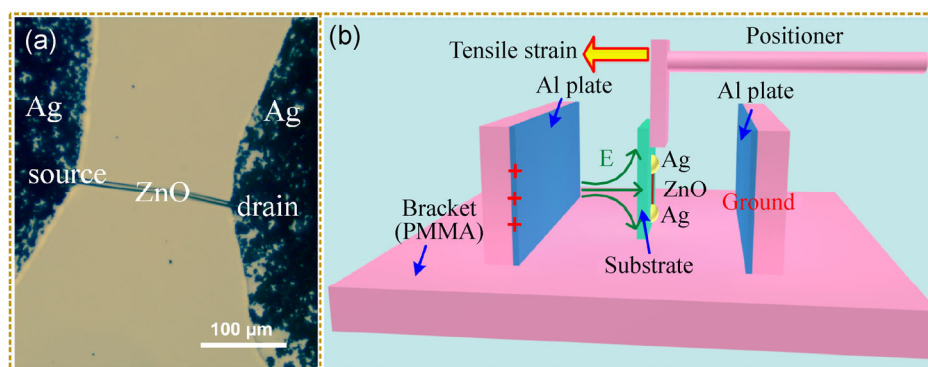 (a)
Ag
Ag
source
ZnO
drain
100 µm
(b)
Positioner
Tensile strain
Al plate
Al plate
E
Ag
ZnO
Ag
Ground
+
+
+
Bracket
(PMMA)
Substrate